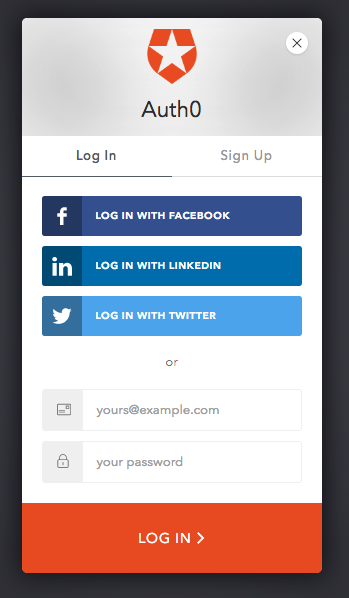 Auth0
Log In
Sign Up
LOG IN WITH FACEBOOK
LOG IN WITH LINKEDIN
LOG IN WITH TWITTER
or
yours@example.com
your password
LOG IN